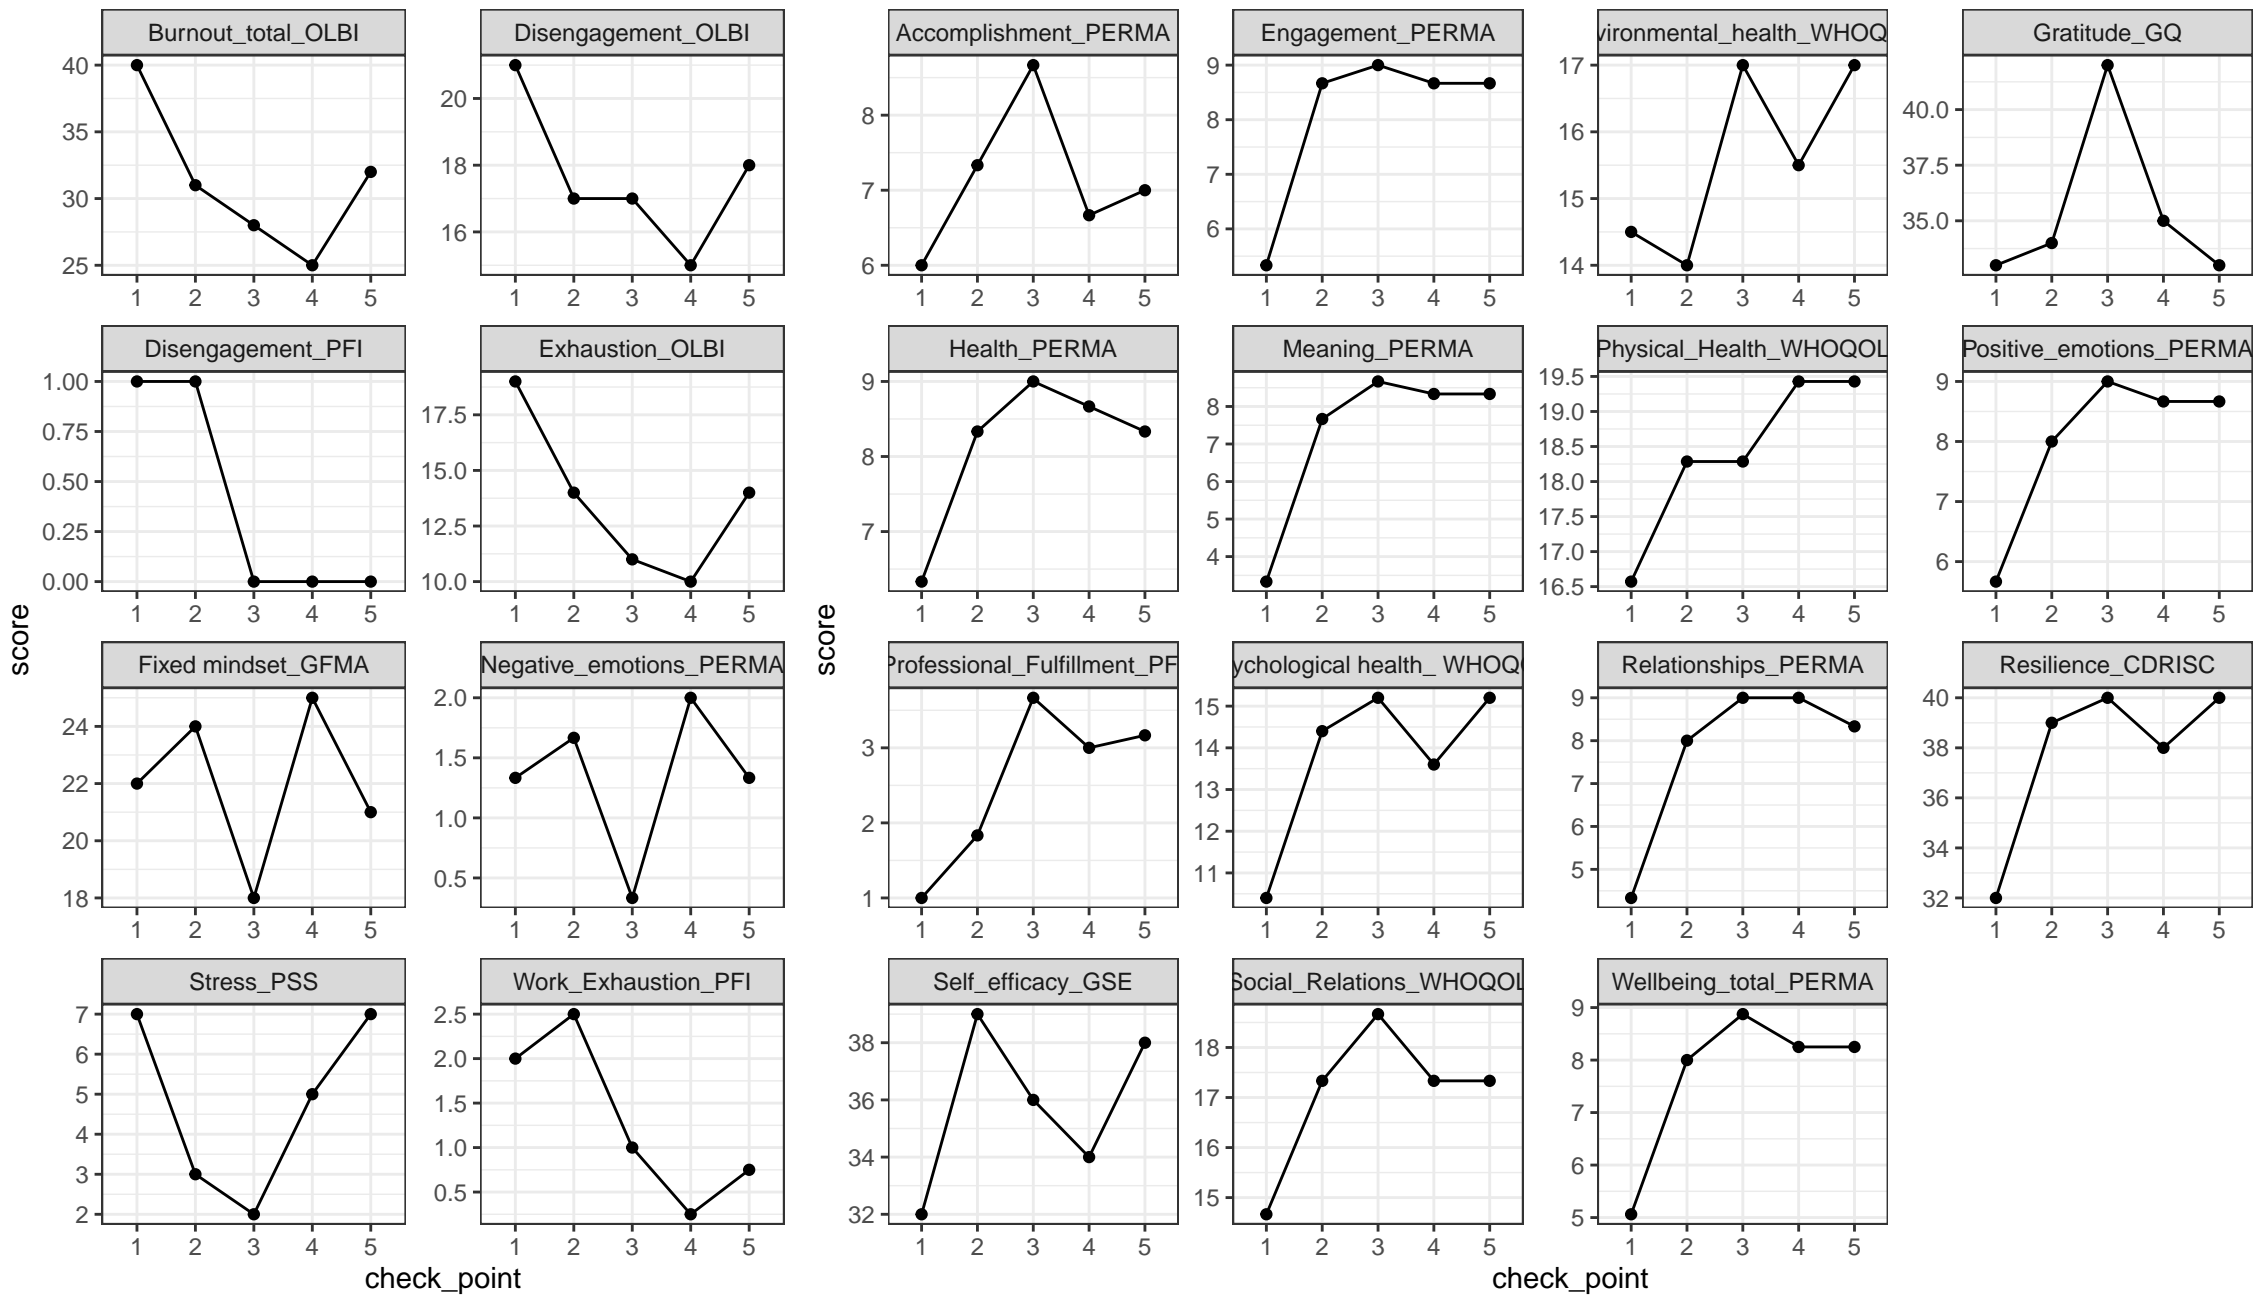 Burnout_total_OLBI
40
35
30
25
1 2 3 4 5
Disengagement_OLBI
20
18
16
1 2 3 4 5
Disengagement_PFI
1.00
0.75
0.50
0.25
0.00
1 2 3 4 5
Exhaustion_OLBI
17.5
15.0
12.5
10.0
1 2 3 4 5
score
Fixed mindset_GFMA
24
22
20
18
1 2 3 4 5
Negative_emotions_PERMA
2.0
1.5
1.0
0.5
1 2 3 4 5
Stress_PSS
7
6
5
4
3
2
1 2 3 4 5
Work_Exhaustion_PFI
2.5
2.0
1.5
1.0
0.5
1 2 3 4 5
check_point
Accomplishment_PERMA
8
7
6
1 2 3 4 5
Engagement_PERMA
9
8
7
6
1 2 3 4 5
vironmental_health_WHOQ
17
16
15
14
1 2 3 4 5
Gratitude_GQ
40.0
37.5
35.0
1 2 3 4 5
Health_PERMA
9
8
7
1 2 3 4 5
Meaning_PERMA
8
7
6
5
4
1 2 3 4 5
Physical_Health_WHOQOL
19.5
19.0
18.5
18.0
17.5
17.0
16.5
1 2 3 4 5
Positive_emotions_PERMA
9
8
7
6
1 2 3 4 5
score
Professional_Fulfillment_PF
3
2
1
1 2 3 4 5
ychological health_ WHOQ
15
14
13
12
11
1 2 3 4 5
Relationships_PERMA
9
8
7
6
5
1 2 3 4 5
Resilience_CDRISC
40
38
36
34
32
1 2 3 4 5
Self_efficacy_GSE
38
36
34
32
1 2 3 4 5
Social_Relations_WHOQOL
18
17
16
15
1 2 3 4 5
Wellbeing_total_PERMA
9
8
7
6
5
1 2 3 4 5
check_point